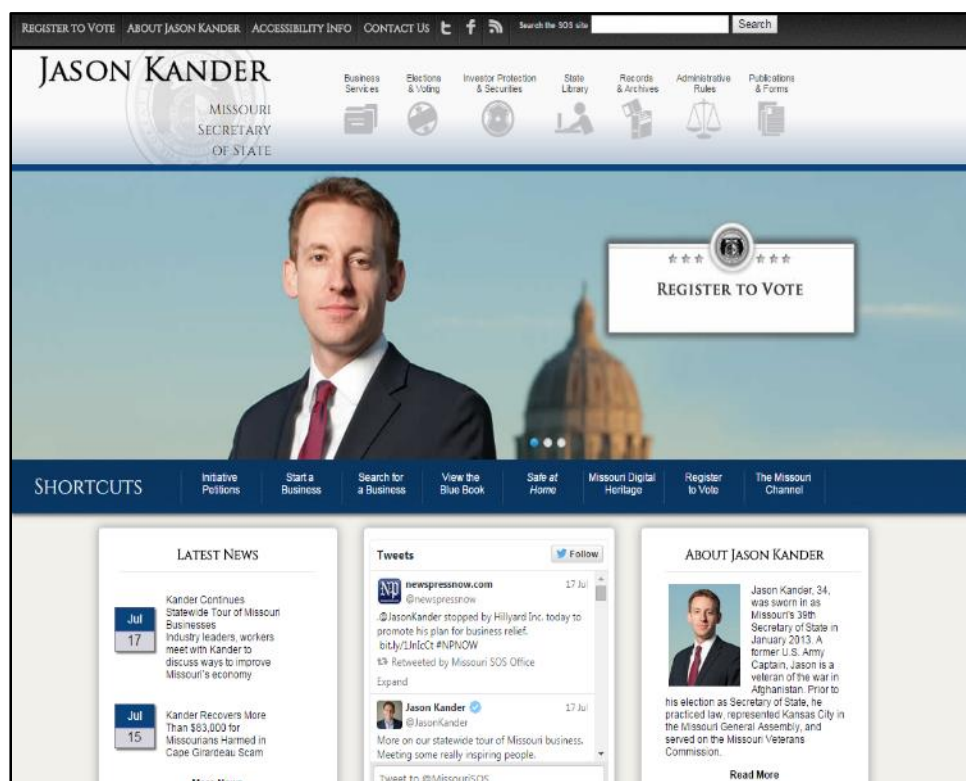 REGISTER TO VOTE ABOUT JASON KANDER ACCESSIBILITY INFO CONTACT US Search the SOS site Search
JASON KANDER
MISSOURI
SECRETARY
OF STATE
Business
Services
Elections
& Voting
Investor Protection
& Securities
State
Library
Records
& Archives
Administrative
Rules
Publications
& Forms
REGISTER TO VOTE
SHORTCUTS
Initiative
Petitions
Start a
Business
Search for
a Business
View the
Blue Book
Safe at
Home
Missouri Digital
Heritage
Register
to Vote
The Missouri
Channel
LATEST NEWS
Jul
17
Kander Continues
Statewide Tour of Missouri
Businesses
Industry leaders, workers
meet with Kander to
discuss ways to improve
Missouri's economy
Jul
15
Kander Recovers More
Than $83,000 for
Missourians Harmed in
Cape Girardeau Scam
Tweets
Follow
newspressnow.com 17 Jul
@newspressnow
.@JasonKander stopped by Hillyard Inc. today to
promote his plan for business relief.
bit.ly/1JnIcCt #NPNOW
Retweeted by Missouri SOS Office
Expand
Jason Kander 17 Jul
@JasonKander
More on our statewide tour of Missouri business.
Meeting some really inspiring people.
Tweet to @MissouriSOS
ABOUT JASON KANDER
Jason Kander, 34,
was sworn in as
Missouri's 39th
Secretary of State in
January 2013. A
former U.S. Army
Captain, Jason is a
veteran of the war in
Afghanistan. Prior to
his election as Secretary of State, he
practiced law, represented Kansas City in
the Missouri General Assembly, and
served on the Missouri Veterans
Commission.
Read More